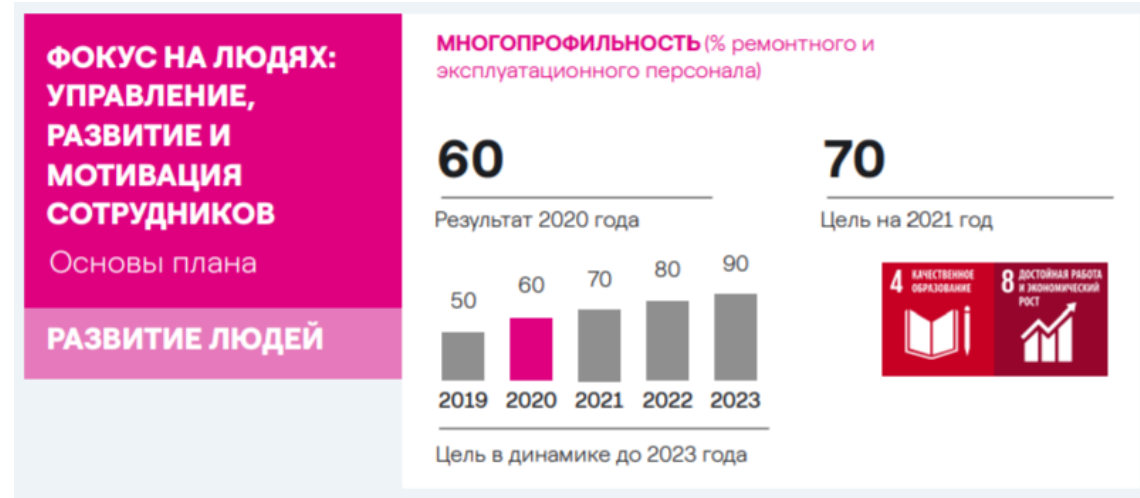 ФОКУС НА ЛЮДЯХ:
УПРАВЛЕНИЕ,
РАЗВИТИЕ И
МОТИВАЦИЯ
СОТРУДНИКОВ
Основы плана
РАЗВИТИЕ ЛЮДЕЙ
МНОГОПРОФИЛЬНОСТЬ (% ремонтного и
эксплуатационного персонала)
60
Результат 2020 года
70
Цель на 2021 год
50 60 70 80 90
2019 2020 2021 2022 2023
Цель в динамике до 2023 года
4 КАЧЕСТВЕННОЕ
ОБРАЗОВАНИЕ
8 ДОСТОЙНАЯ РАБОТА
И ЭКОНОМИЧЕСКИЙ
РОСТ